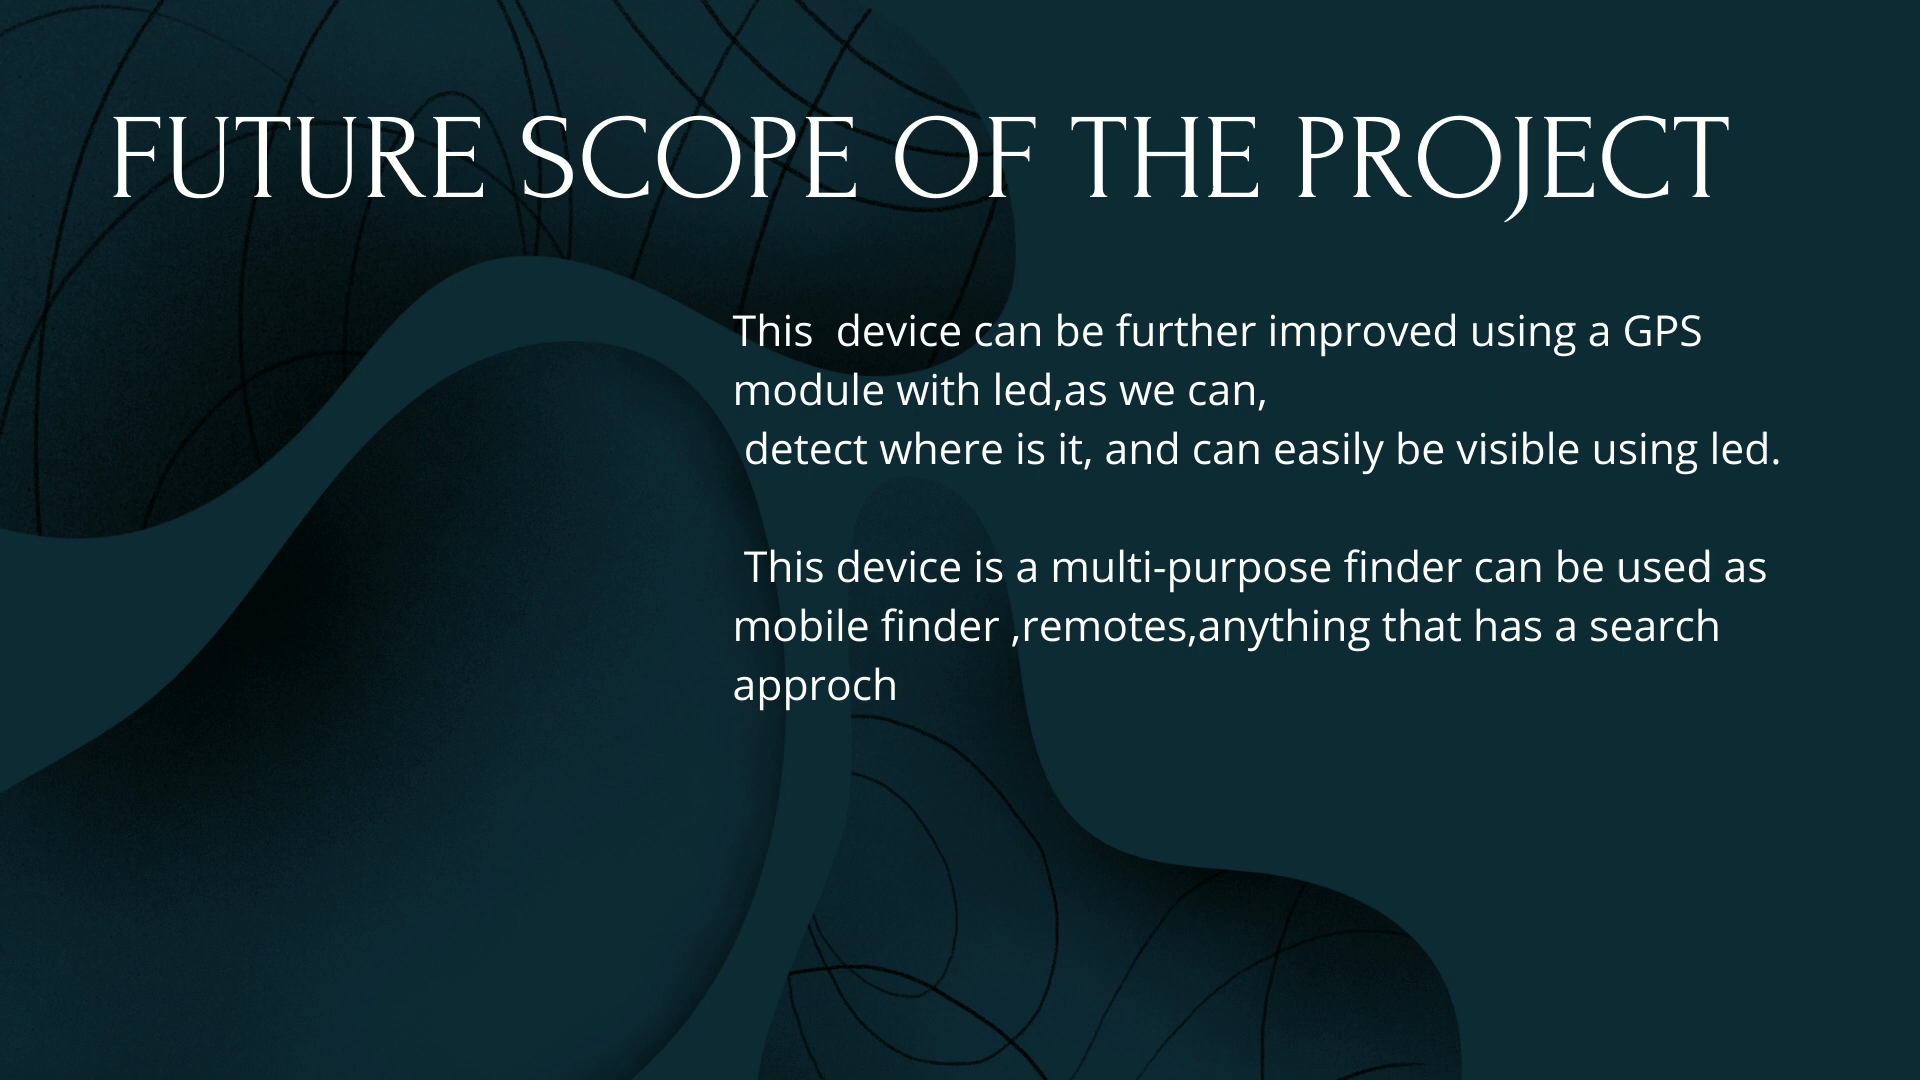 FUTURE SCOPE OF THE PROJECT
This  device can be further improved using a GPS
module with led,as we can,
detect where is it, and can easily be visible using led.
This device is a multi-purpose finder can be used as
mobile finder ,remotes,anything that has a search
approch